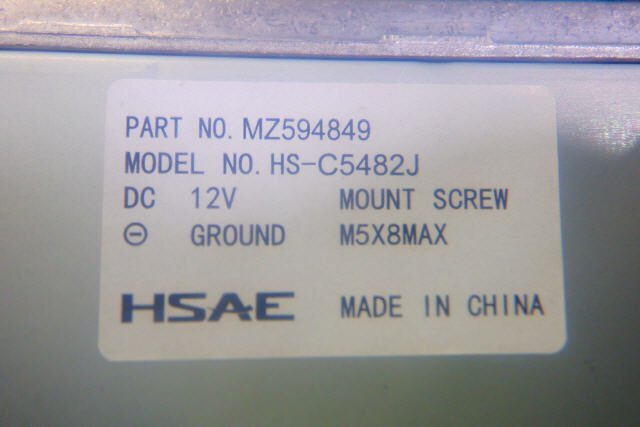 PART NO. MZ594849
MODEL NO. HS-C5482J
DC 12V MOUNT SCREW
⊖ GROUND M5X8MAX
HSAE MADE IN CHINA